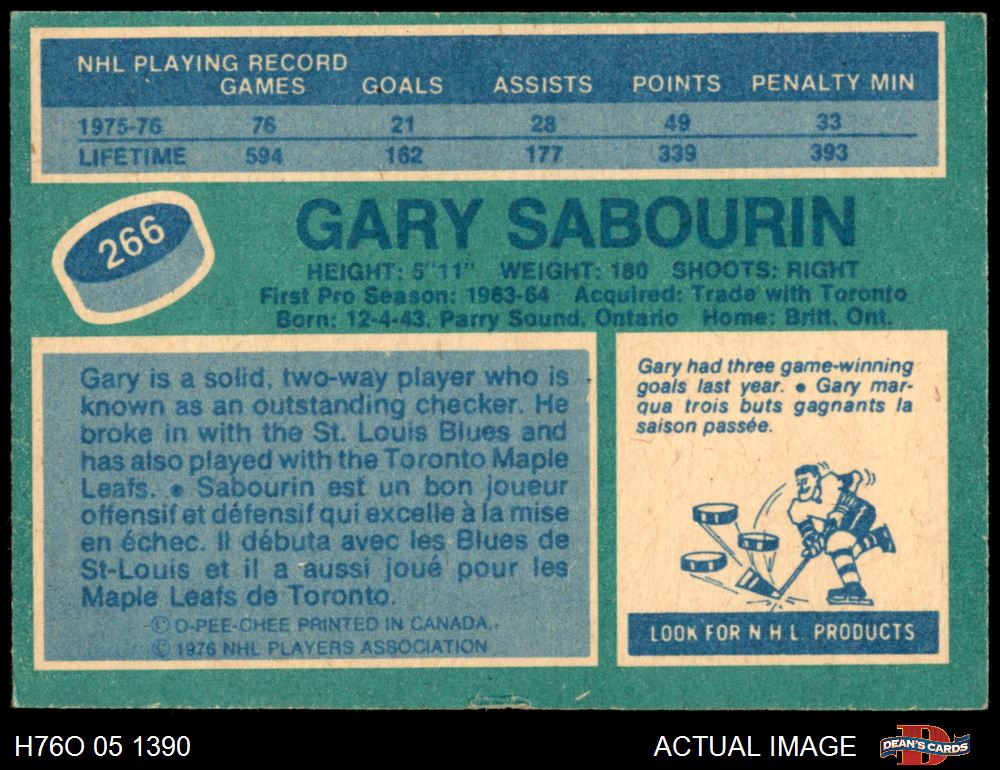 NHL PLAYING RECORD
GAMES GOALS ASSISTS POINTS PENALTY MIN
1975-76 76 21 28 49 33
LIFETIME 594 162 177 339 393
266
GARY SABOURIN
HEIGHT: 5"11" WEIGHT: 180 SHOOTS: RIGHT
First Pro Season: 1963-64 Acquired: Trade with Toronto
Born: 12-4-43, Parry Sound, Ontario Home: Britt, Ont.
Gary is a solid, two-way player who is
known as an outstanding checker. He
broke in with the St. Louis Blues and
has also played with the Toronto Maple
Leafs. ● Sabourin est un bon joueur
offensif et défensif qui excelle à la mise
en échec. Il débuta avec les Blues de
St-Louis et il a aussi joué pour les
Maple Leafs de Toronto.
© O-PEE-CHEE PRINTED IN CANADA.
© 1976 NHL PLAYERS ASSOCIATION
Gary had three game-winning
goals last year. ● Gary mar-
qua trois buts gagnants la
saison passée.
LOOK FOR N.H.L. PRODUCTS
H76O 05 1390
ACTUAL IMAGE
DEAN'S CARDS